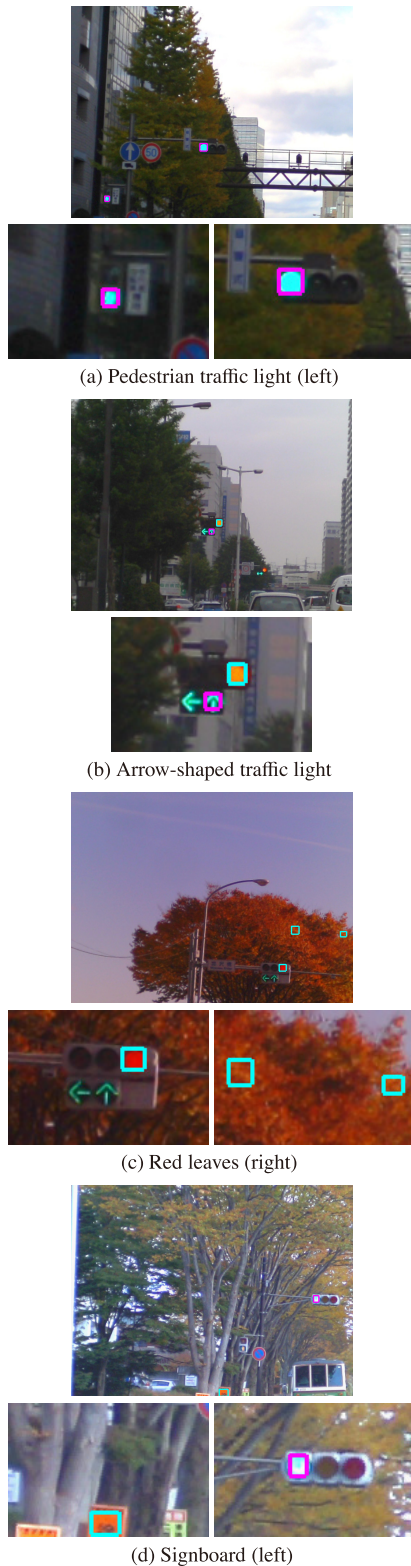 50
(a) Pedestrian traffic light (left)
(b) Arrow-shaped traffic light
(c) Red leaves (right)
(d) Signboard (left)